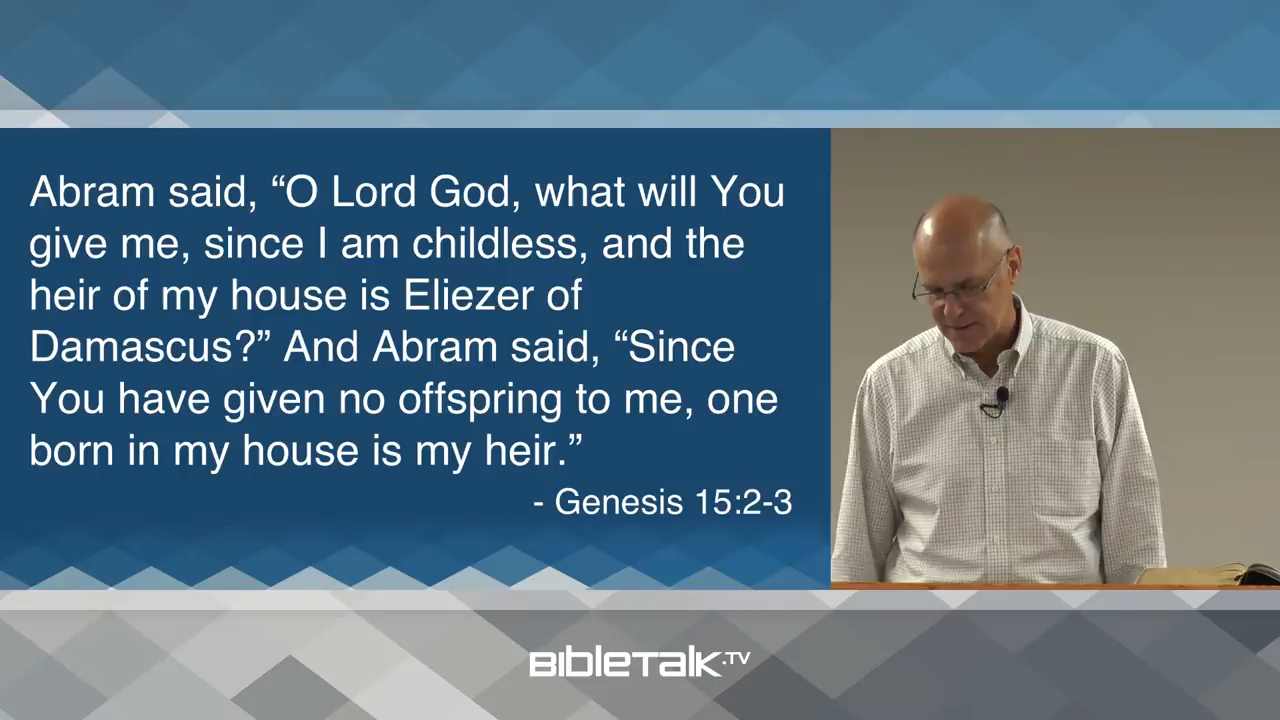 Abram said, “O Lord God, what will You
give me, since I am childless, and the
heir of my house is Eliezer of
Damascus?” And Abram said, “Since
You have given no offspring to me, one
born in my house is my heir.”
- Genesis 15:2-3
BIBLETALK.TV